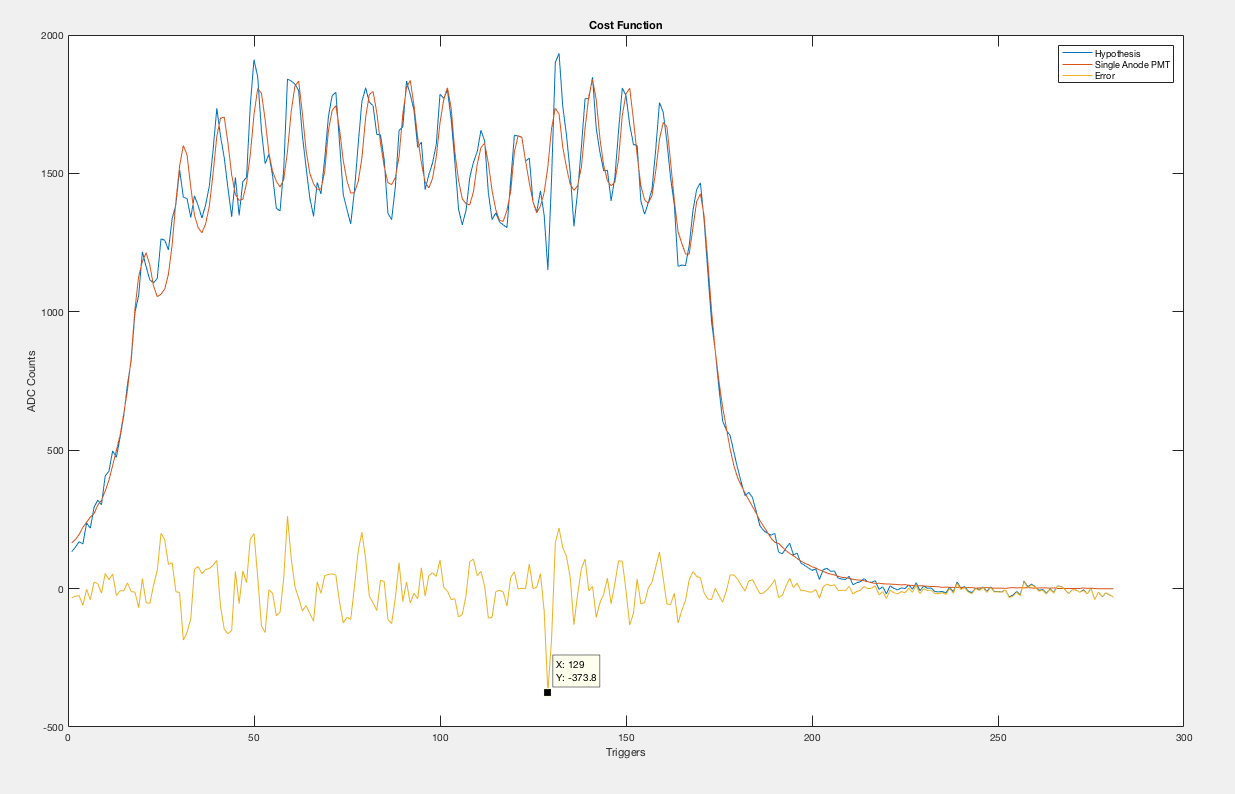 Cost Function
Hypothesis
Single Anode PMT
Error
ADC Counts
2000
1500
1000
500
0
-500
X: 129
Y: -373.8
0
50
100
150
200
250
300
Triggers